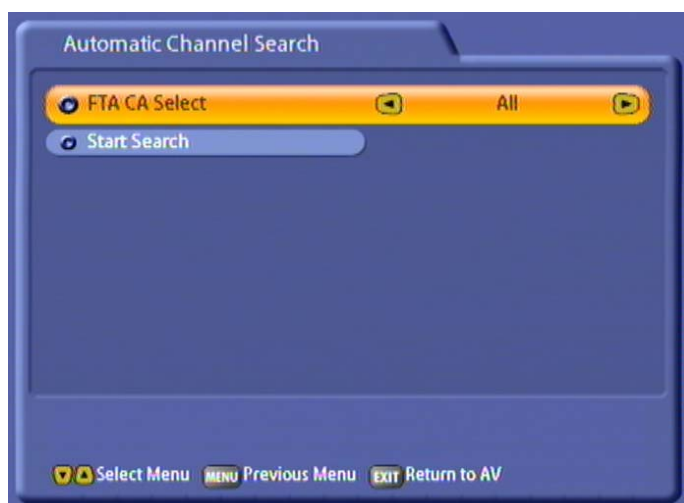 Automatic Channel Search
FTA CA Select All
Start Search
Select Menu MENU Previous Menu EXIT Return to AV